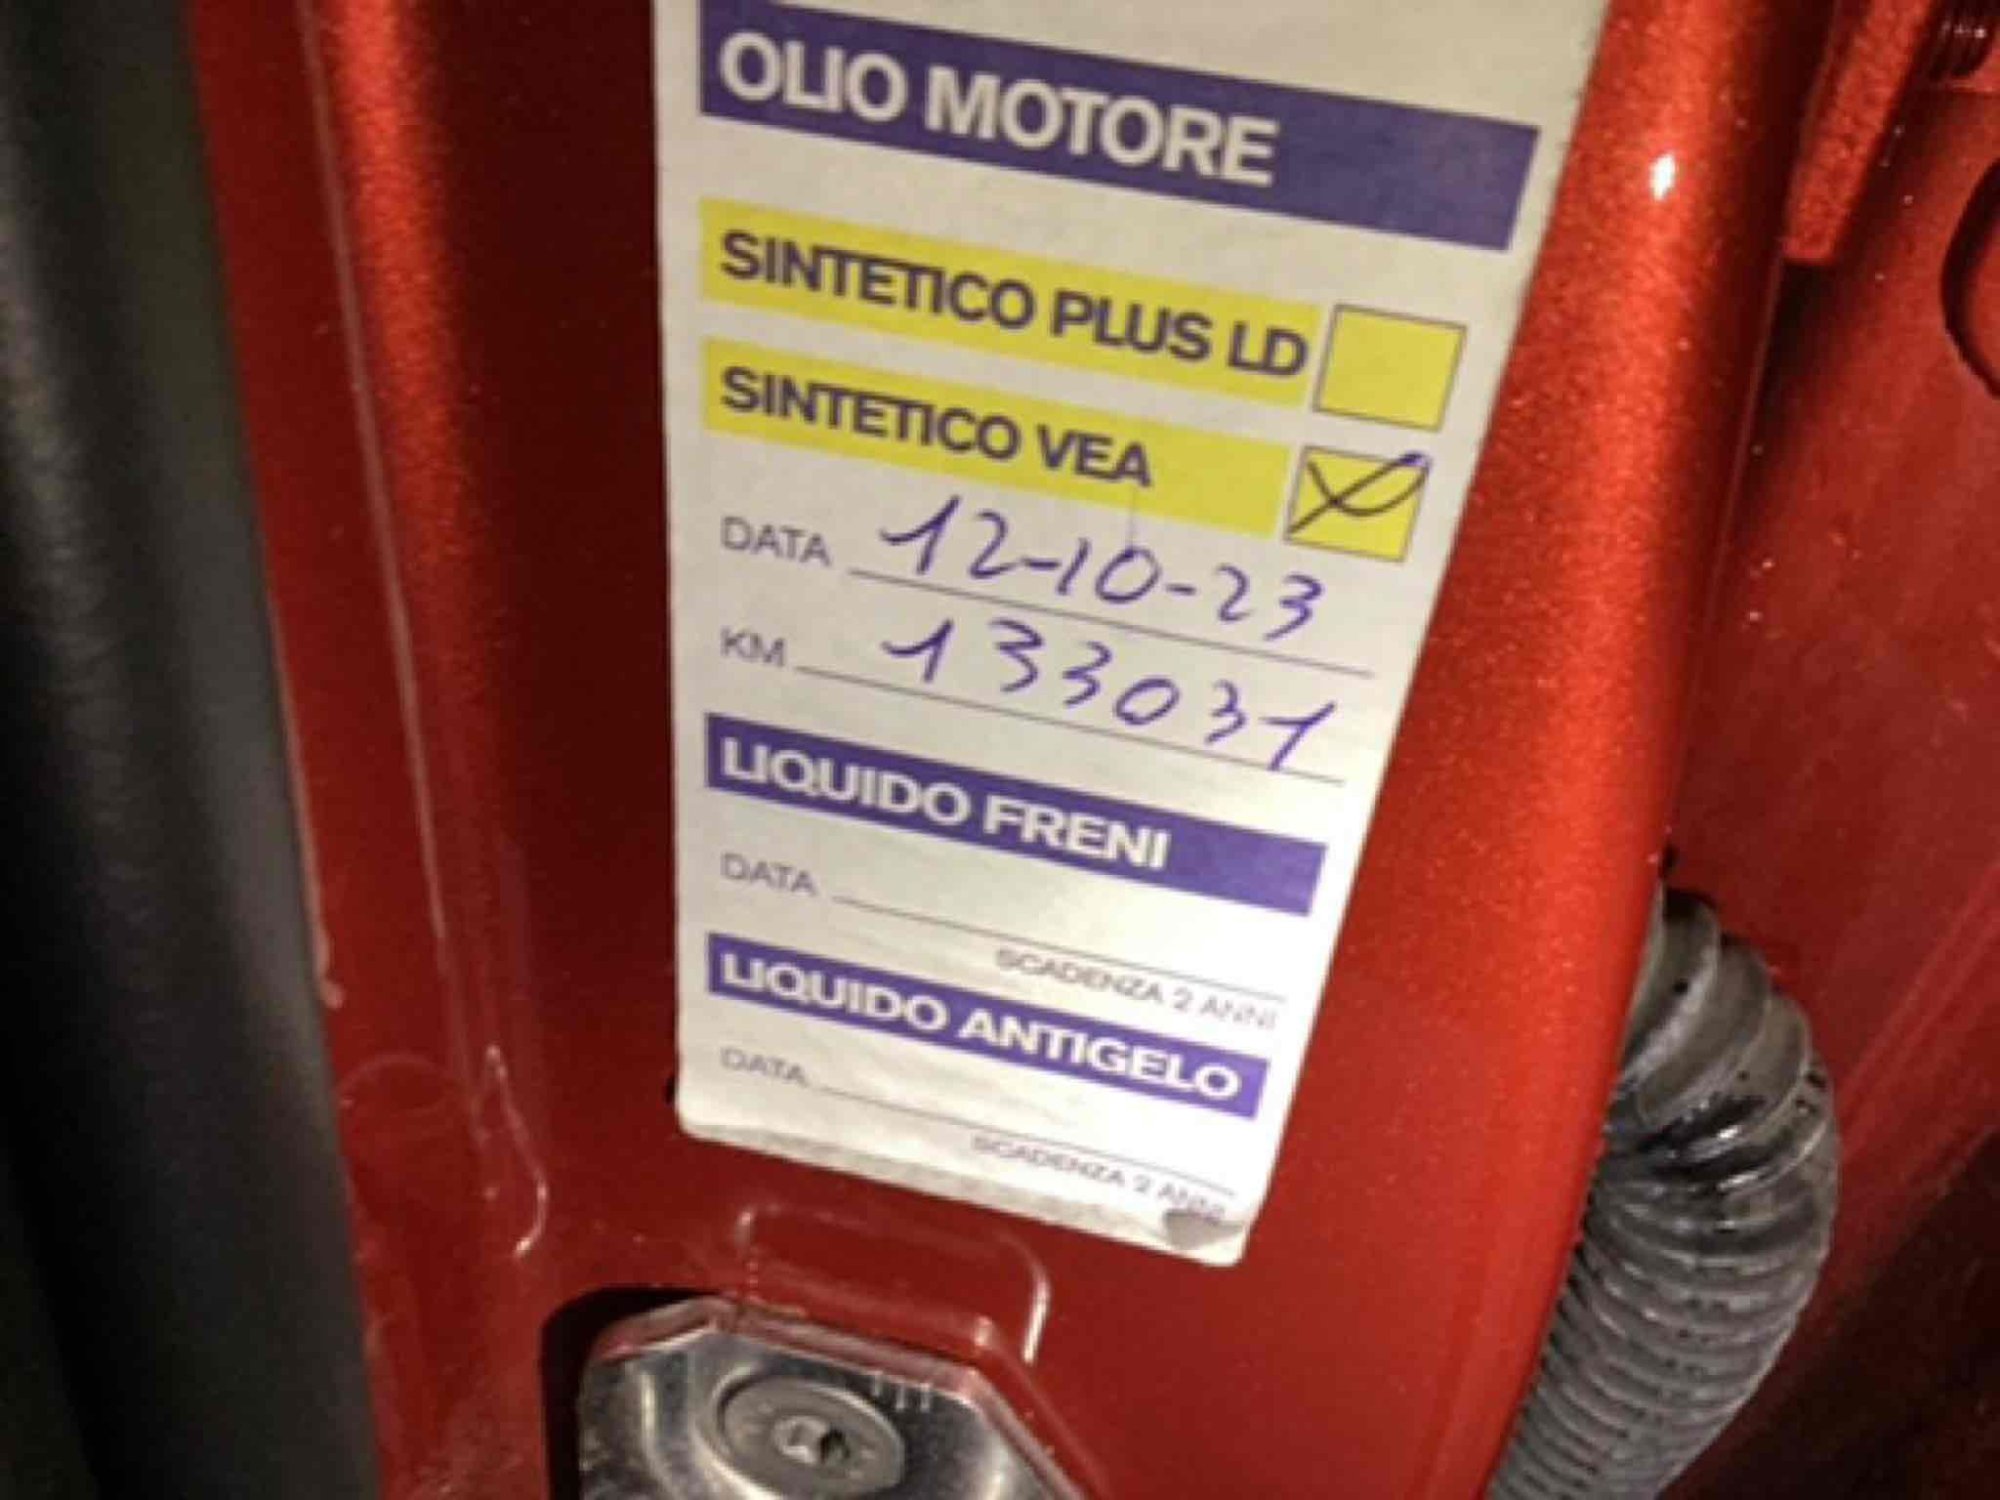 OLIO MOTORE
SINTETICO PLUS LD
SINTETICO VEA
DATA 12-10-23
KM 133031
LIQUIDO FRENI
DATA
SCADENZA 2 ANNI
LIQUIDO ANTIGELO
DATA
SCADENZA 2 ANNI